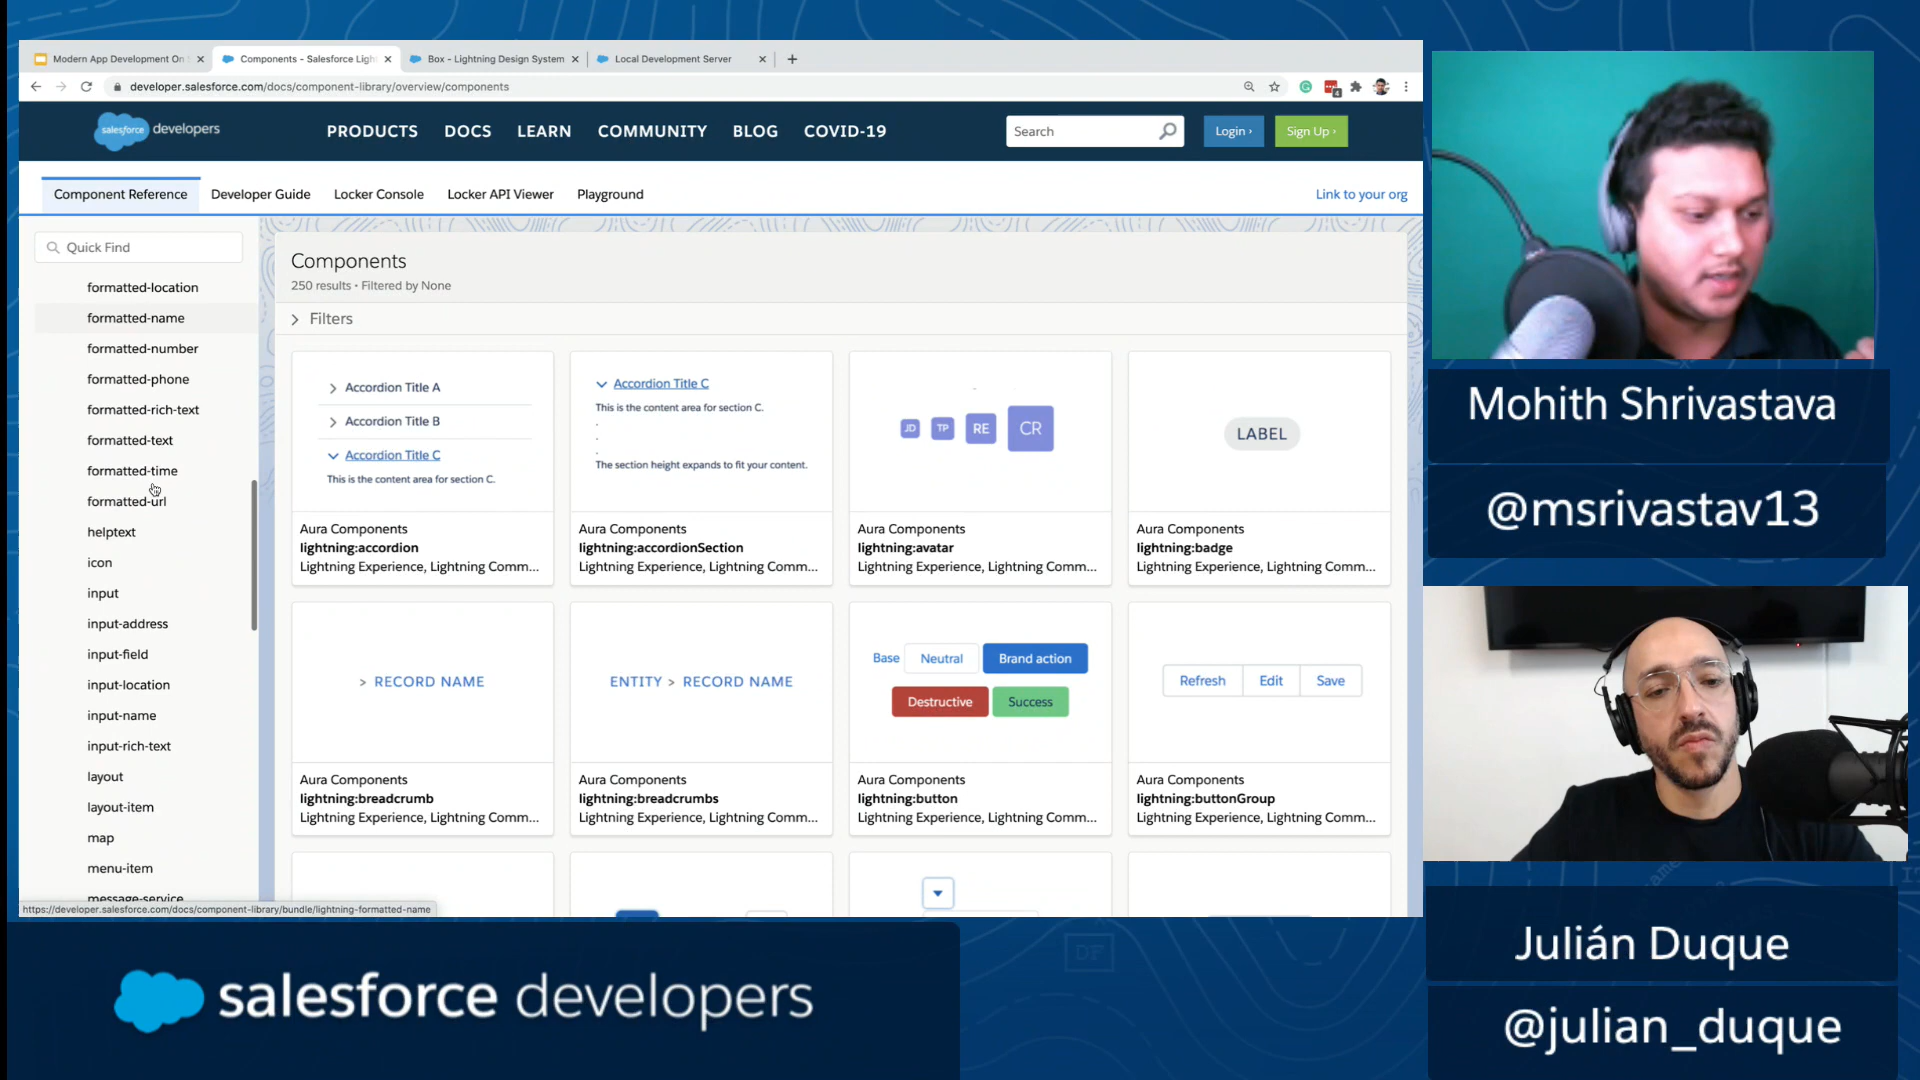 Modern App Development On
Components - Salesforce Ligh
Box - Lightning Design System
Local Development Server
developer.salesforce.com/docs/component-library/overview/components
salesforce developers
PRODUCTS
DOCS
LEARN
COMMUNITY
BLOG
COVID-19
Search
Login ›
Sign Up ›
Component Reference
Developer Guide
Locker Console
Locker API Viewer
Playground
Link to your org
Quick Find
formatted-location
formatted-name
formatted-number
formatted-phone
formatted-rich-text
formatted-text
formatted-time
formatted-url
helptext
icon
input
input-address
input-field
input-location
input-name
input-rich-text
layout
layout-item
map
menu-item
message-service
https://developer.salesforce.com/docs/component-library/bundle/lightning-formatted-name
Components
250 results • Filtered by None
Filters
Accordion Title A
Accordion Title B
Accordion Title C
This is the content area for section C.
Aura Components
lightning:accordion
Lightning Experience, Lightning Comm...
Accordion Title C
This is the content area for section C.
.
.
.
The section height expands to fit your content.
Aura Components
lightning:accordionSection
Lightning Experience, Lightning Comm...
JD TP RE CR
Aura Components
lightning:avatar
Lightning Experience, Lightning Comm...
LABEL
Aura Components
lightning:badge
Lightning Experience, Lightning Comm...
> RECORD NAME
Aura Components
lightning:breadcrumb
Lightning Experience, Lightning Comm...
ENTITY > RECORD NAME
Aura Components
lightning:breadcrumbs
Lightning Experience, Lightning Comm...
Base Neutral Brand action
Destructive Success
Aura Components
lightning:button
Lightning Experience, Lightning Comm...
Refresh Edit Save
Aura Components
lightning:buttonGroup
Lightning Experience, Lightning Comm...
Mohith Shrivastava
@msrivastav13
Julián Duque
@julian_duque
salesforce developers
DF